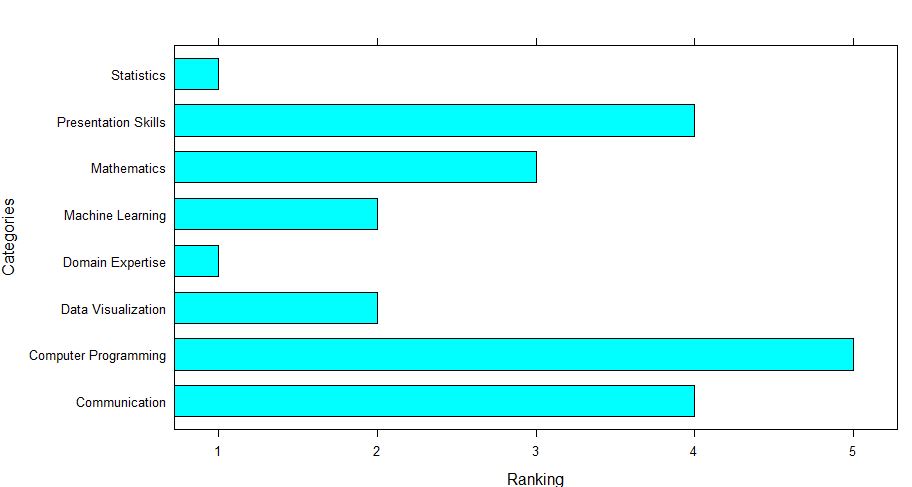 Statistics
Presentation Skills
Mathematics
Machine Learning
Domain Expertise
Data Visualization
Computer Programming
Communication
Categories
1 2 3 4 5
Ranking